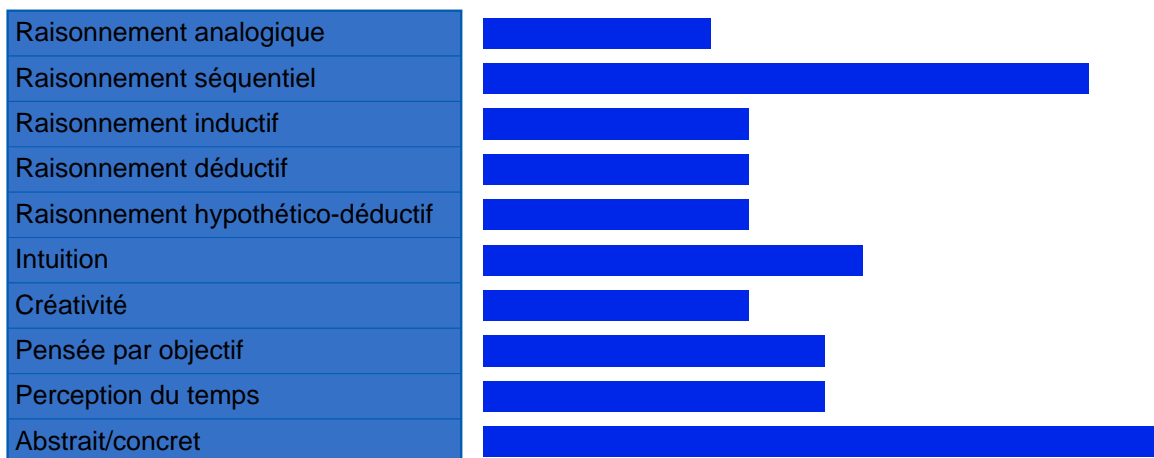 Raisonnement analogique
Raisonnement séquentiel
Raisonnement inductif
Raisonnement déductif
Raisonnement hypothético-déductif
Intuition
Créativité
Pensée par objectif
Perception du temps
Abstrait/concret